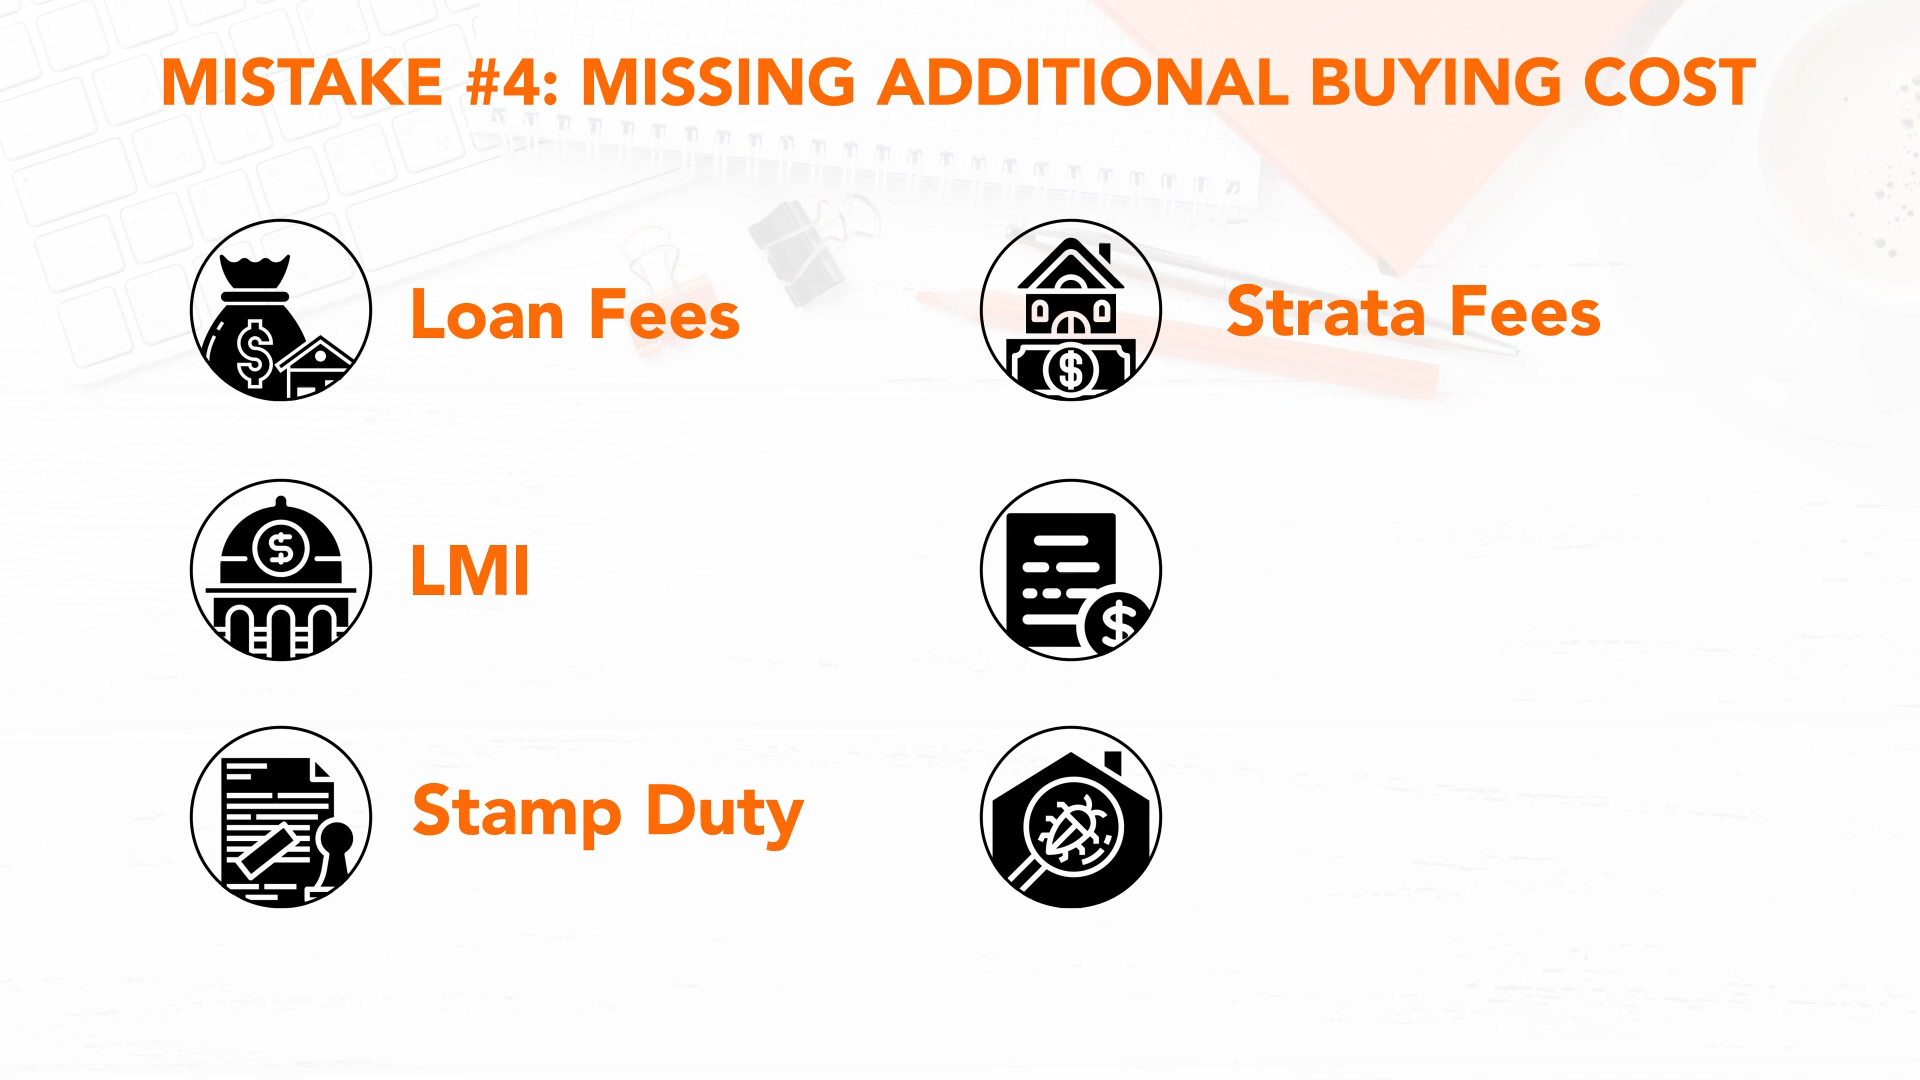 MISTAKE #4: MISSING ADDITIONAL BUYING COST
Loan Fees
Strata Fees
LMI
Stamp Duty